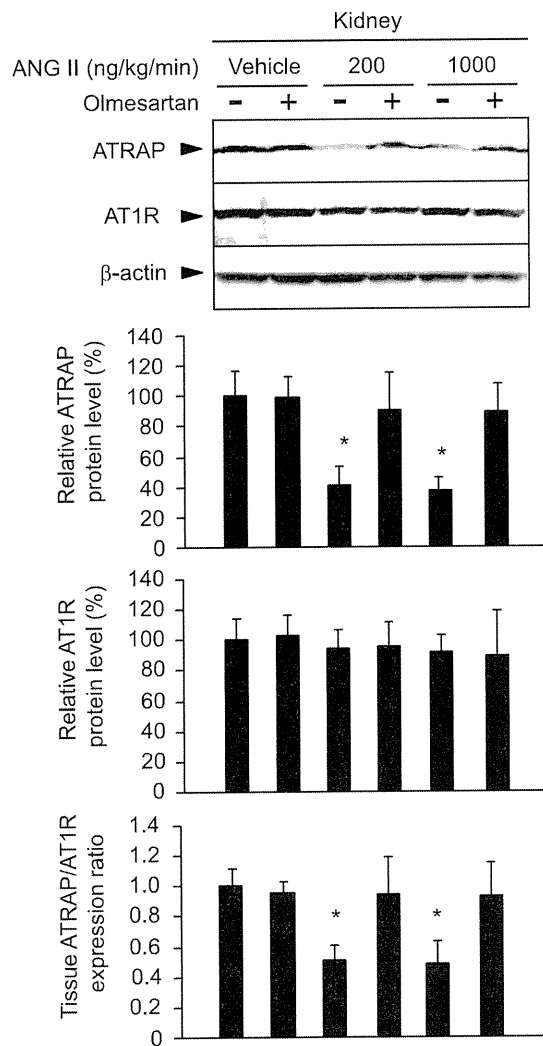 Kidney
ANG II (ng/kg/min) Vehicle 200 1000
Olmesartan - + - + - +
ATRAP
AT1R
β-actin
Relative ATRAP
protein level (%)
140
120
100
80
60
40
20
0
* *
Relative AT1R
protein level (%)
140
120
100
80
60
40
20
0
Tissue ATRAP/AT1R
expression ratio
1.4
1.2
1.0
0.8
0.6
0.4
0.2
0
* *